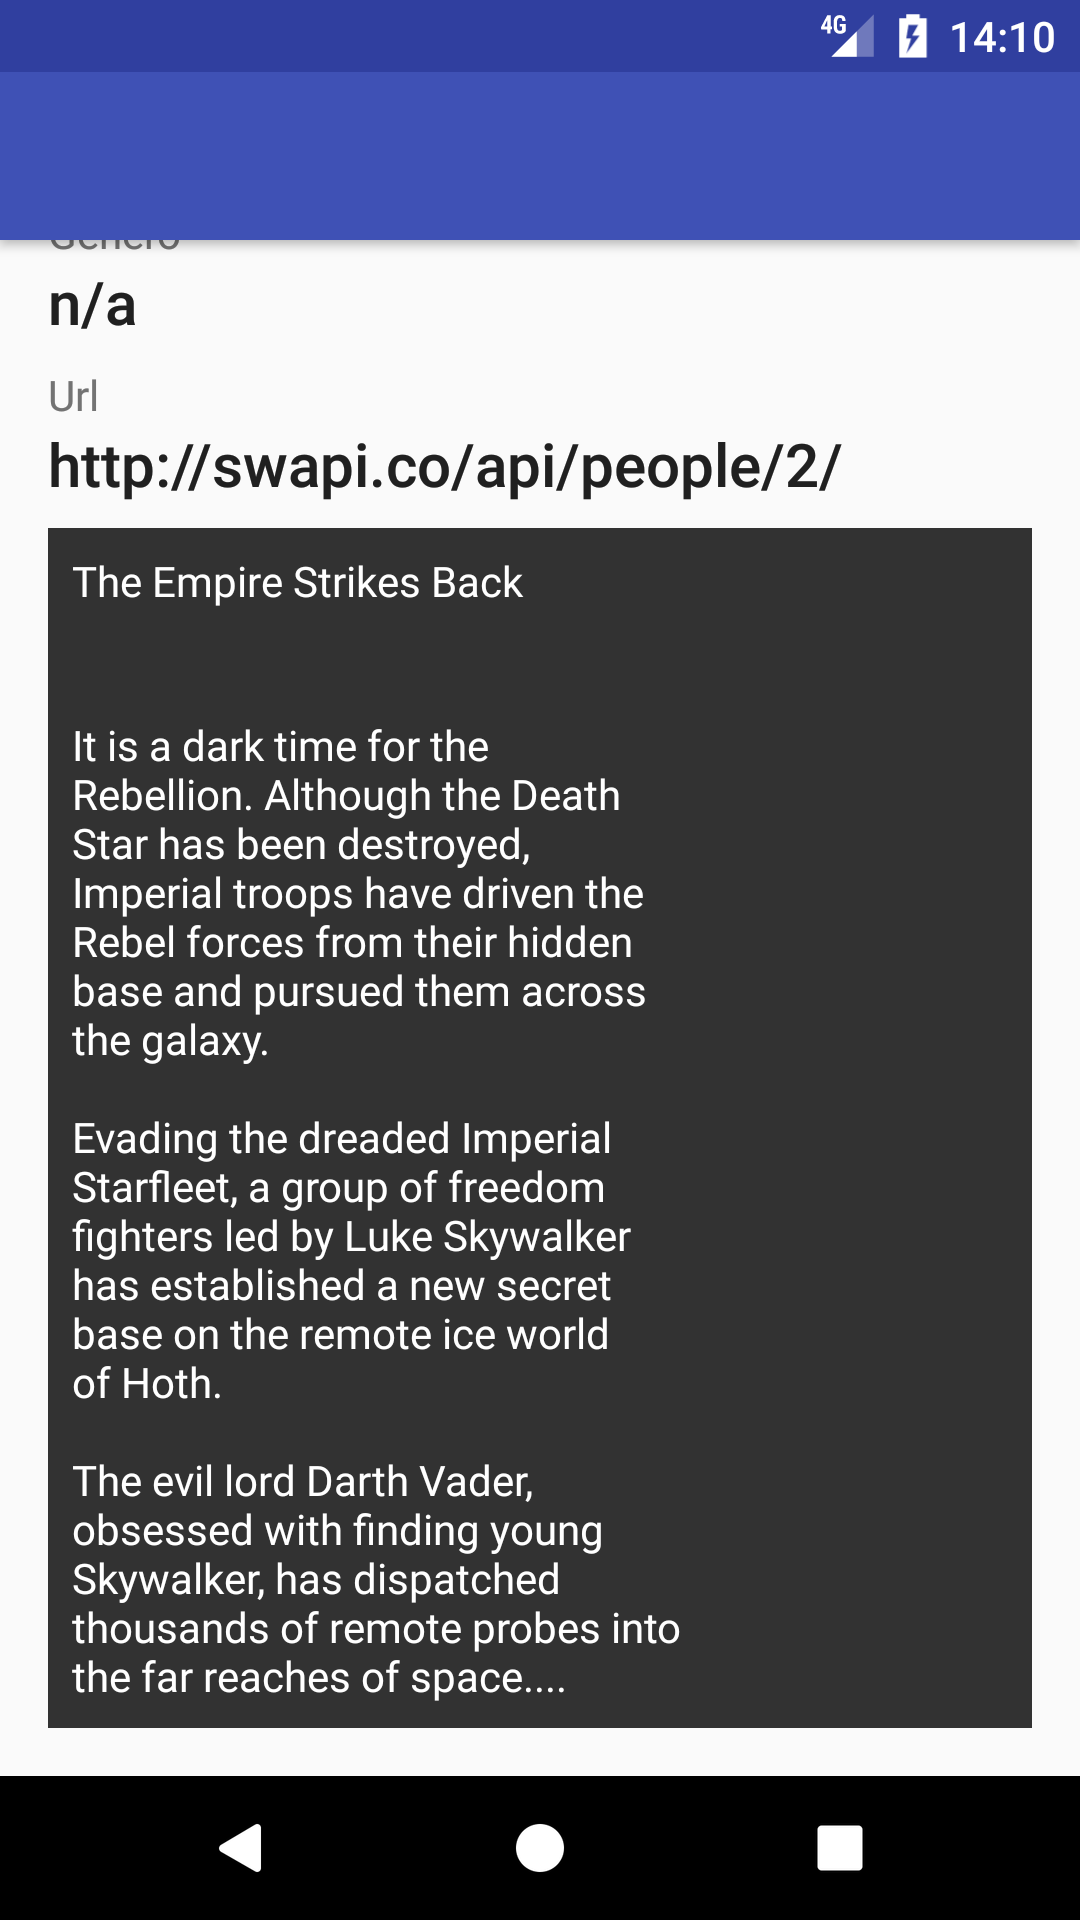 4G 14:10
Genero
n/a
Url
http://swapi.co/api/people/2/
The Empire Strikes Back
It is a dark time for the
Rebellion. Although the Death
Star has been destroyed,
Imperial troops have driven the
Rebel forces from their hidden
base and pursued them across
the galaxy.
Evading the dreaded Imperial
Starfleet, a group of freedom
fighters led by Luke Skywalker
has established a new secret
base on the remote ice world
of Hoth.
The evil lord Darth Vader,
obsessed with finding young
Skywalker, has dispatched
thousands of remote probes into
the far reaches of space....